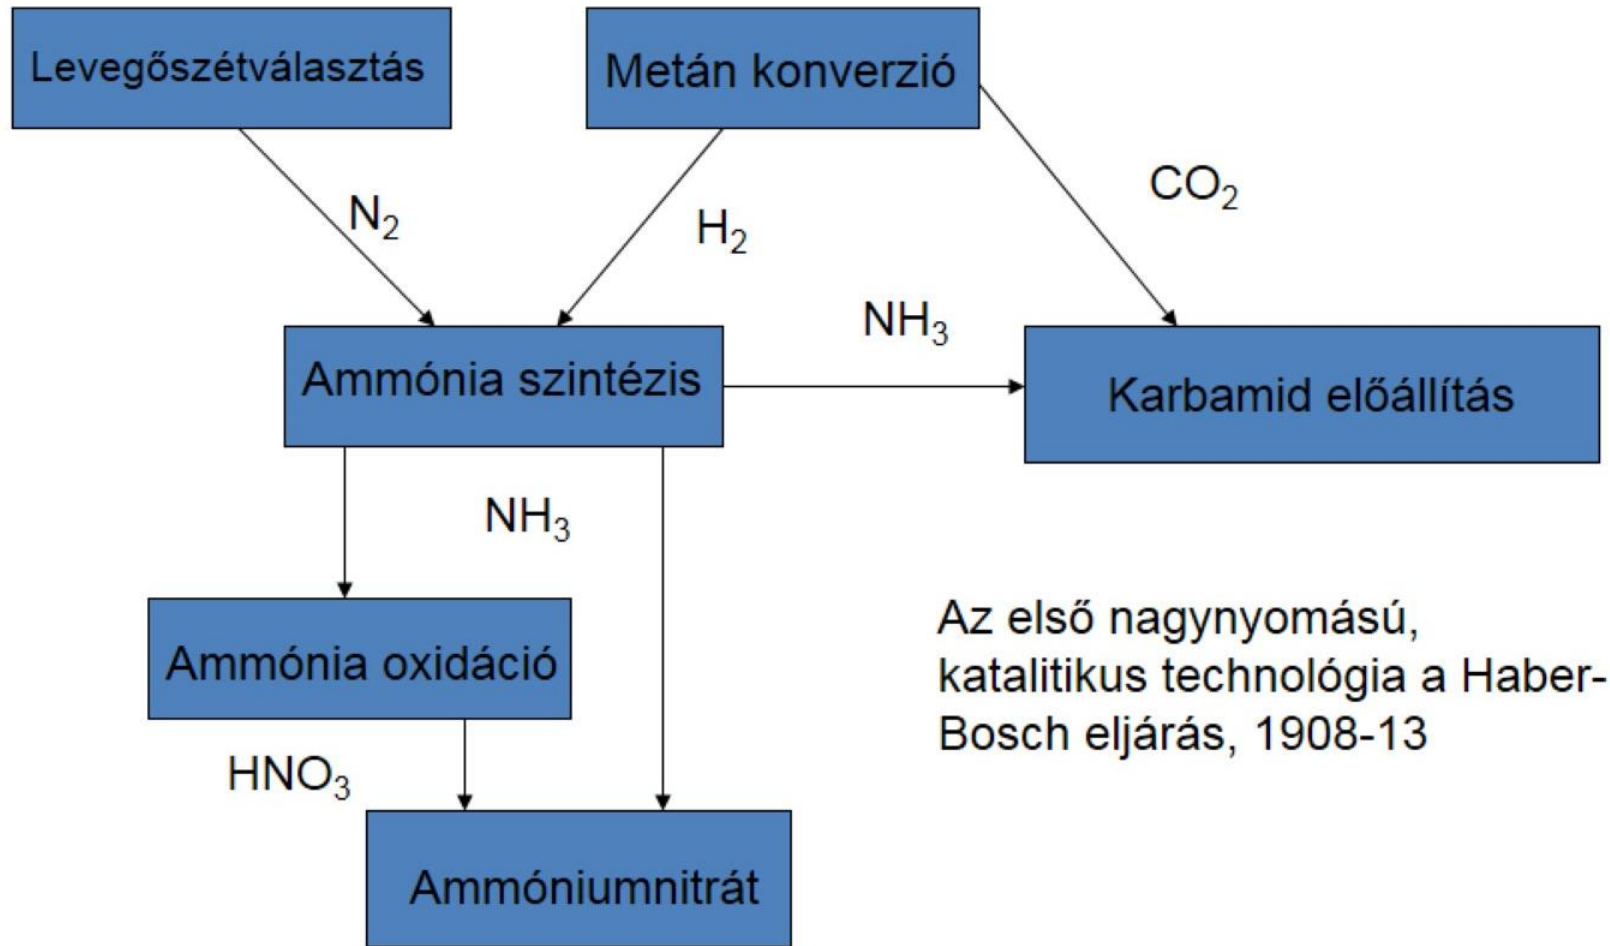 Levegőszétválasztás
Metán konverzió
N₂
H₂
CO₂
Ammónia szintézis
NH₃
Karbamid előállítás
NH₃
Ammónia oxidáció
HNO₃
Ammóniumnitrát
Az első nagynyomású,
katalitikus technológia a Haber-
Bosch eljárás, 1908-13